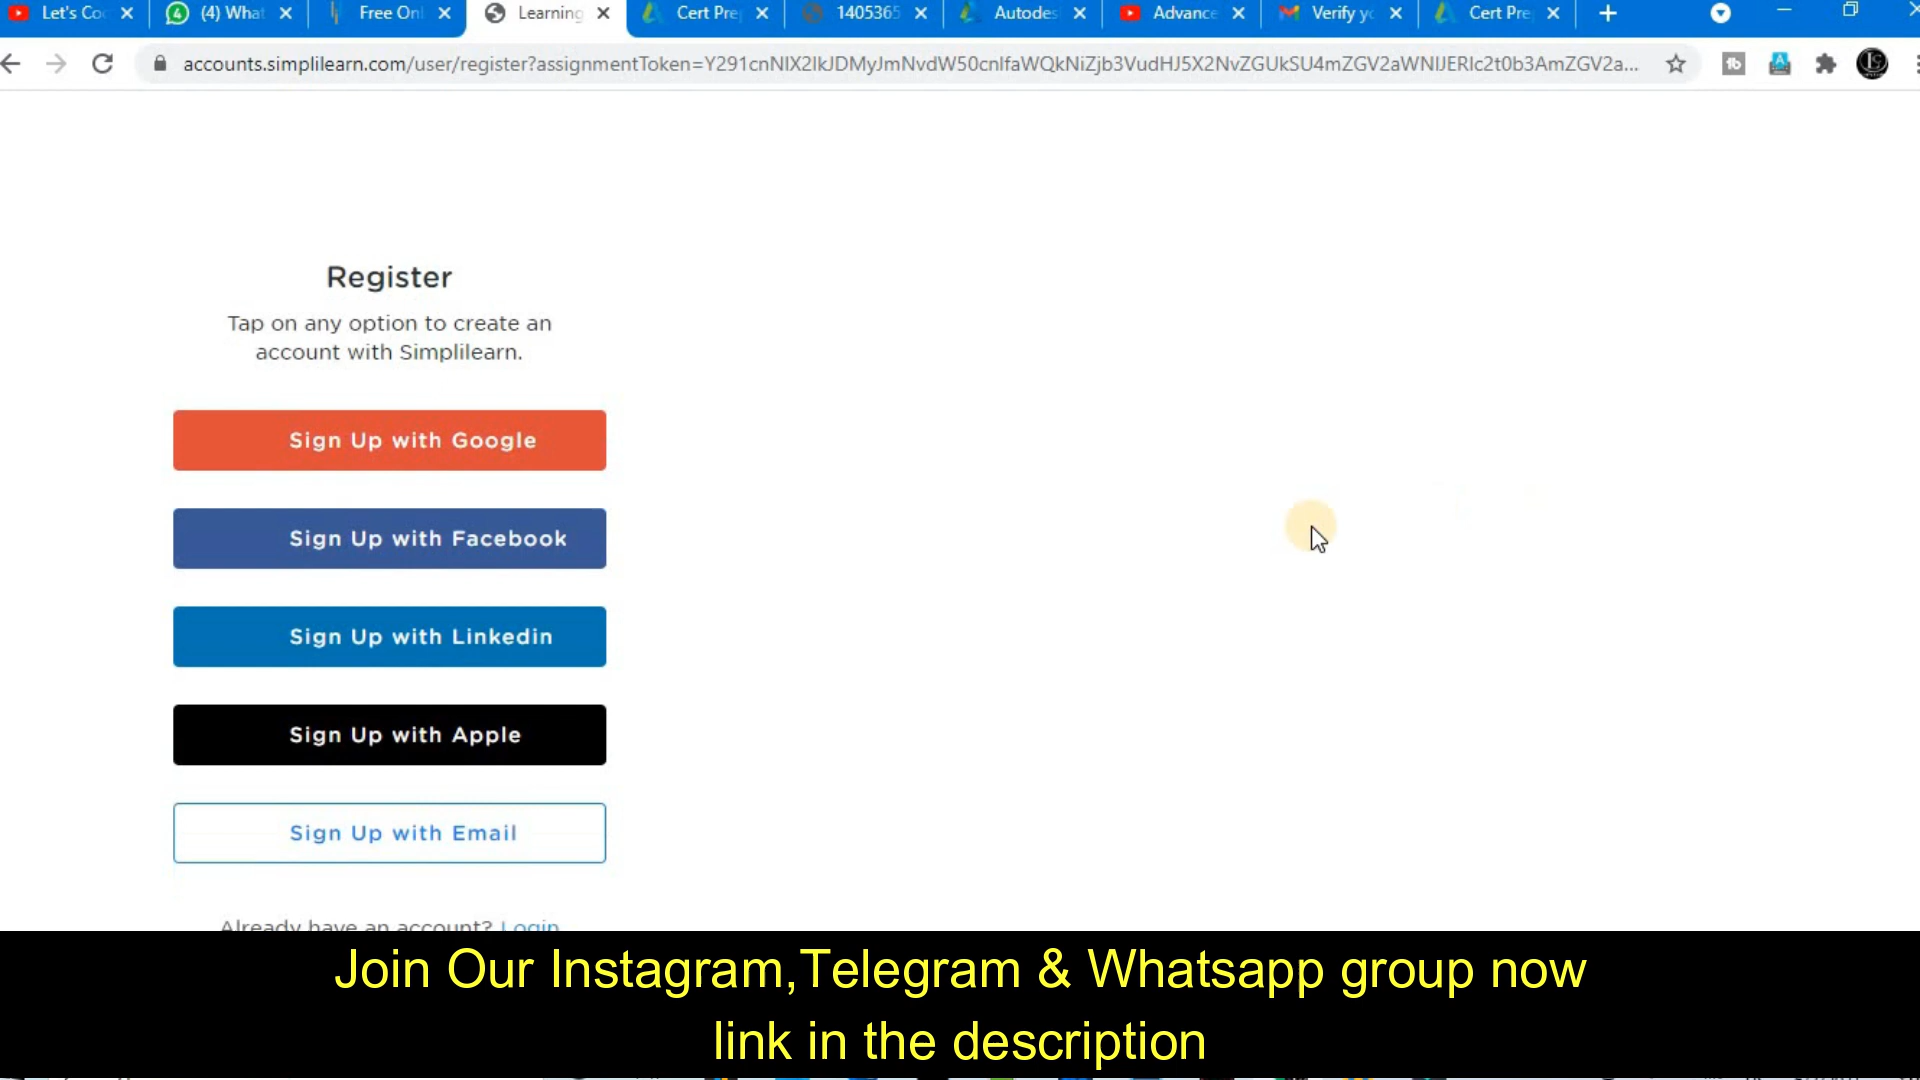 Let's Co
(4) What
Free Onl
Learning
Cert Pre
1405365
Autodes
Advance
Verify yo
Cert Pre
accounts.simplilearn.com/user/register?assignmentToken=
Register
Tap on any option to create an
account with Simplilearn.
Sign Up with Google
Sign Up with Facebook
Sign Up with Linkedin
Sign Up with Apple
Sign Up with Email
Already have an account? Login
Join Our Instagram,Telegram & Whatsapp group now
link in the description